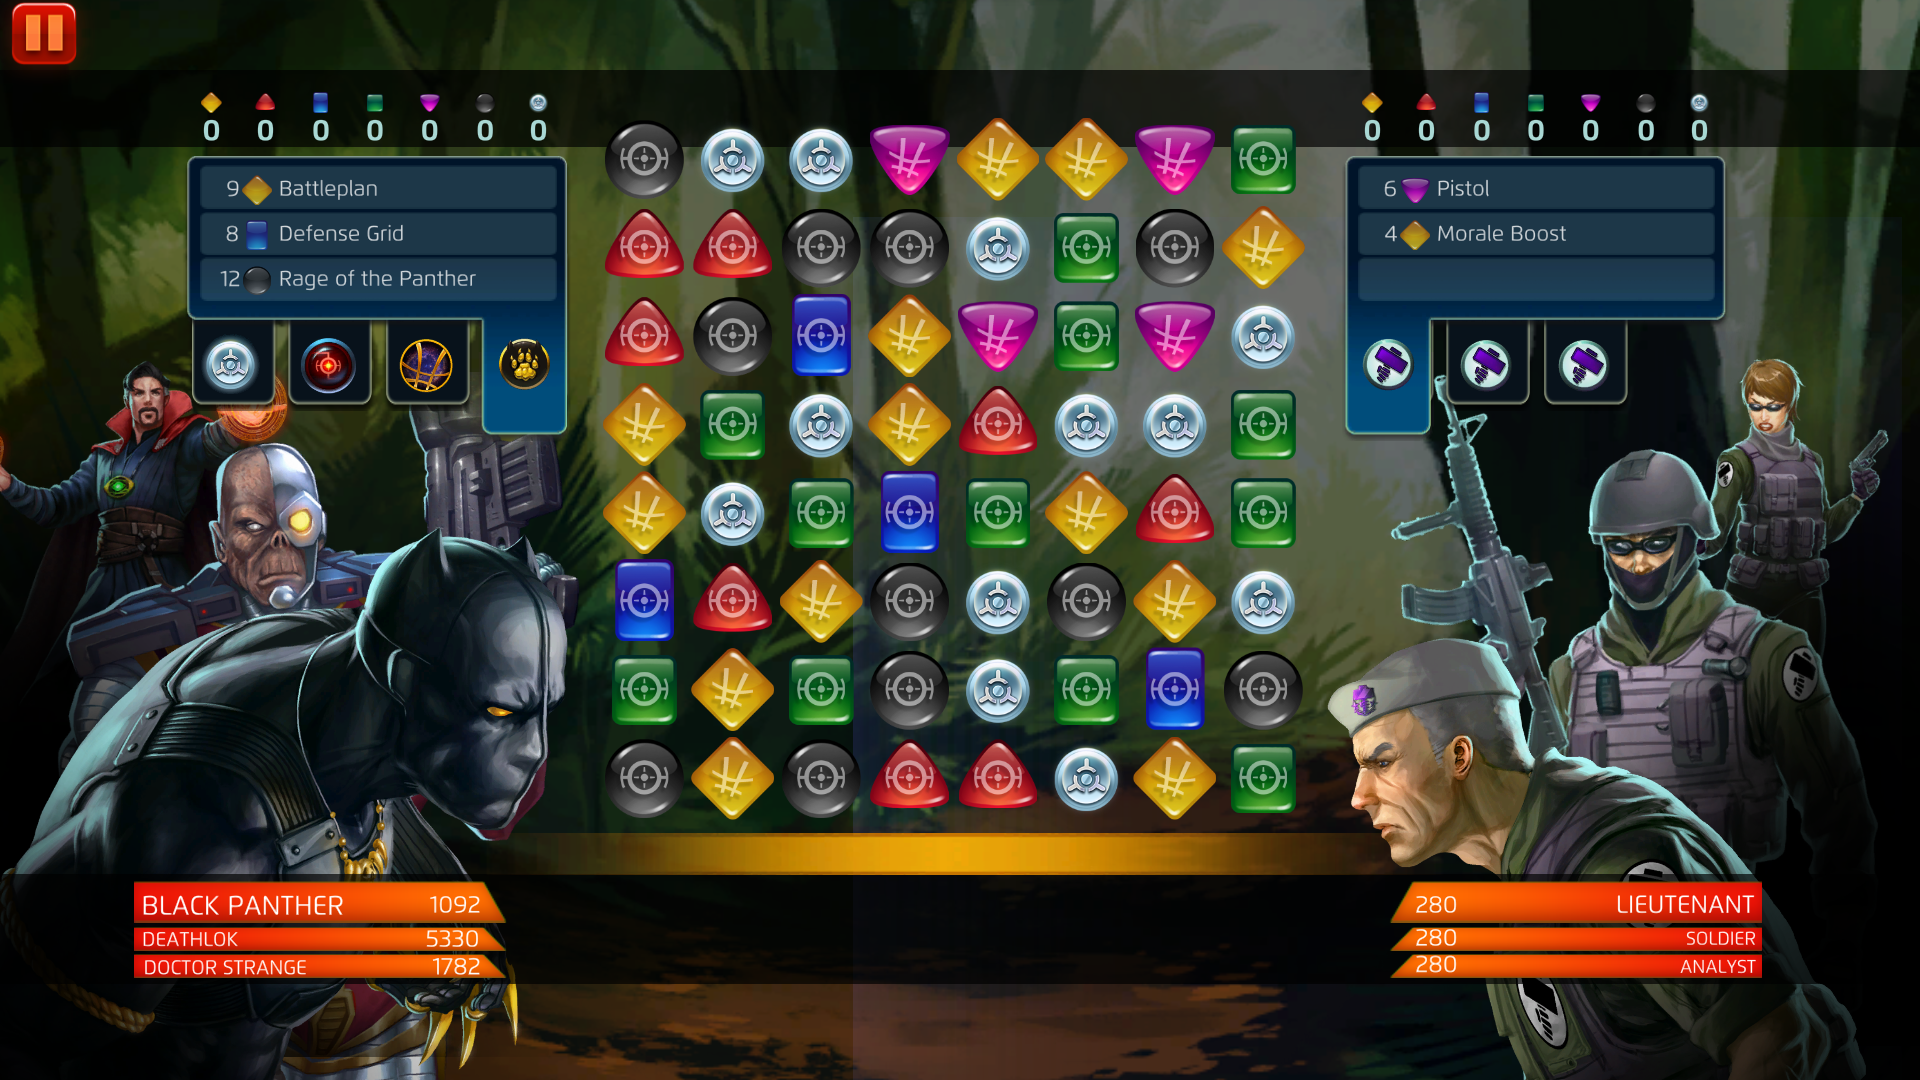 0 0 0 0 0 0 0
0 0 0 0 0 0 0
9 Battleplan
8 Defense Grid
12 Rage of the Panther
6 Pistol
4 Morale Boost
BLACK PANTHER 1092
DEATHLOK 5330
DOCTOR STRANGE 1782
280 LIEUTENANT
280 SOLDIER
280 ANALYST